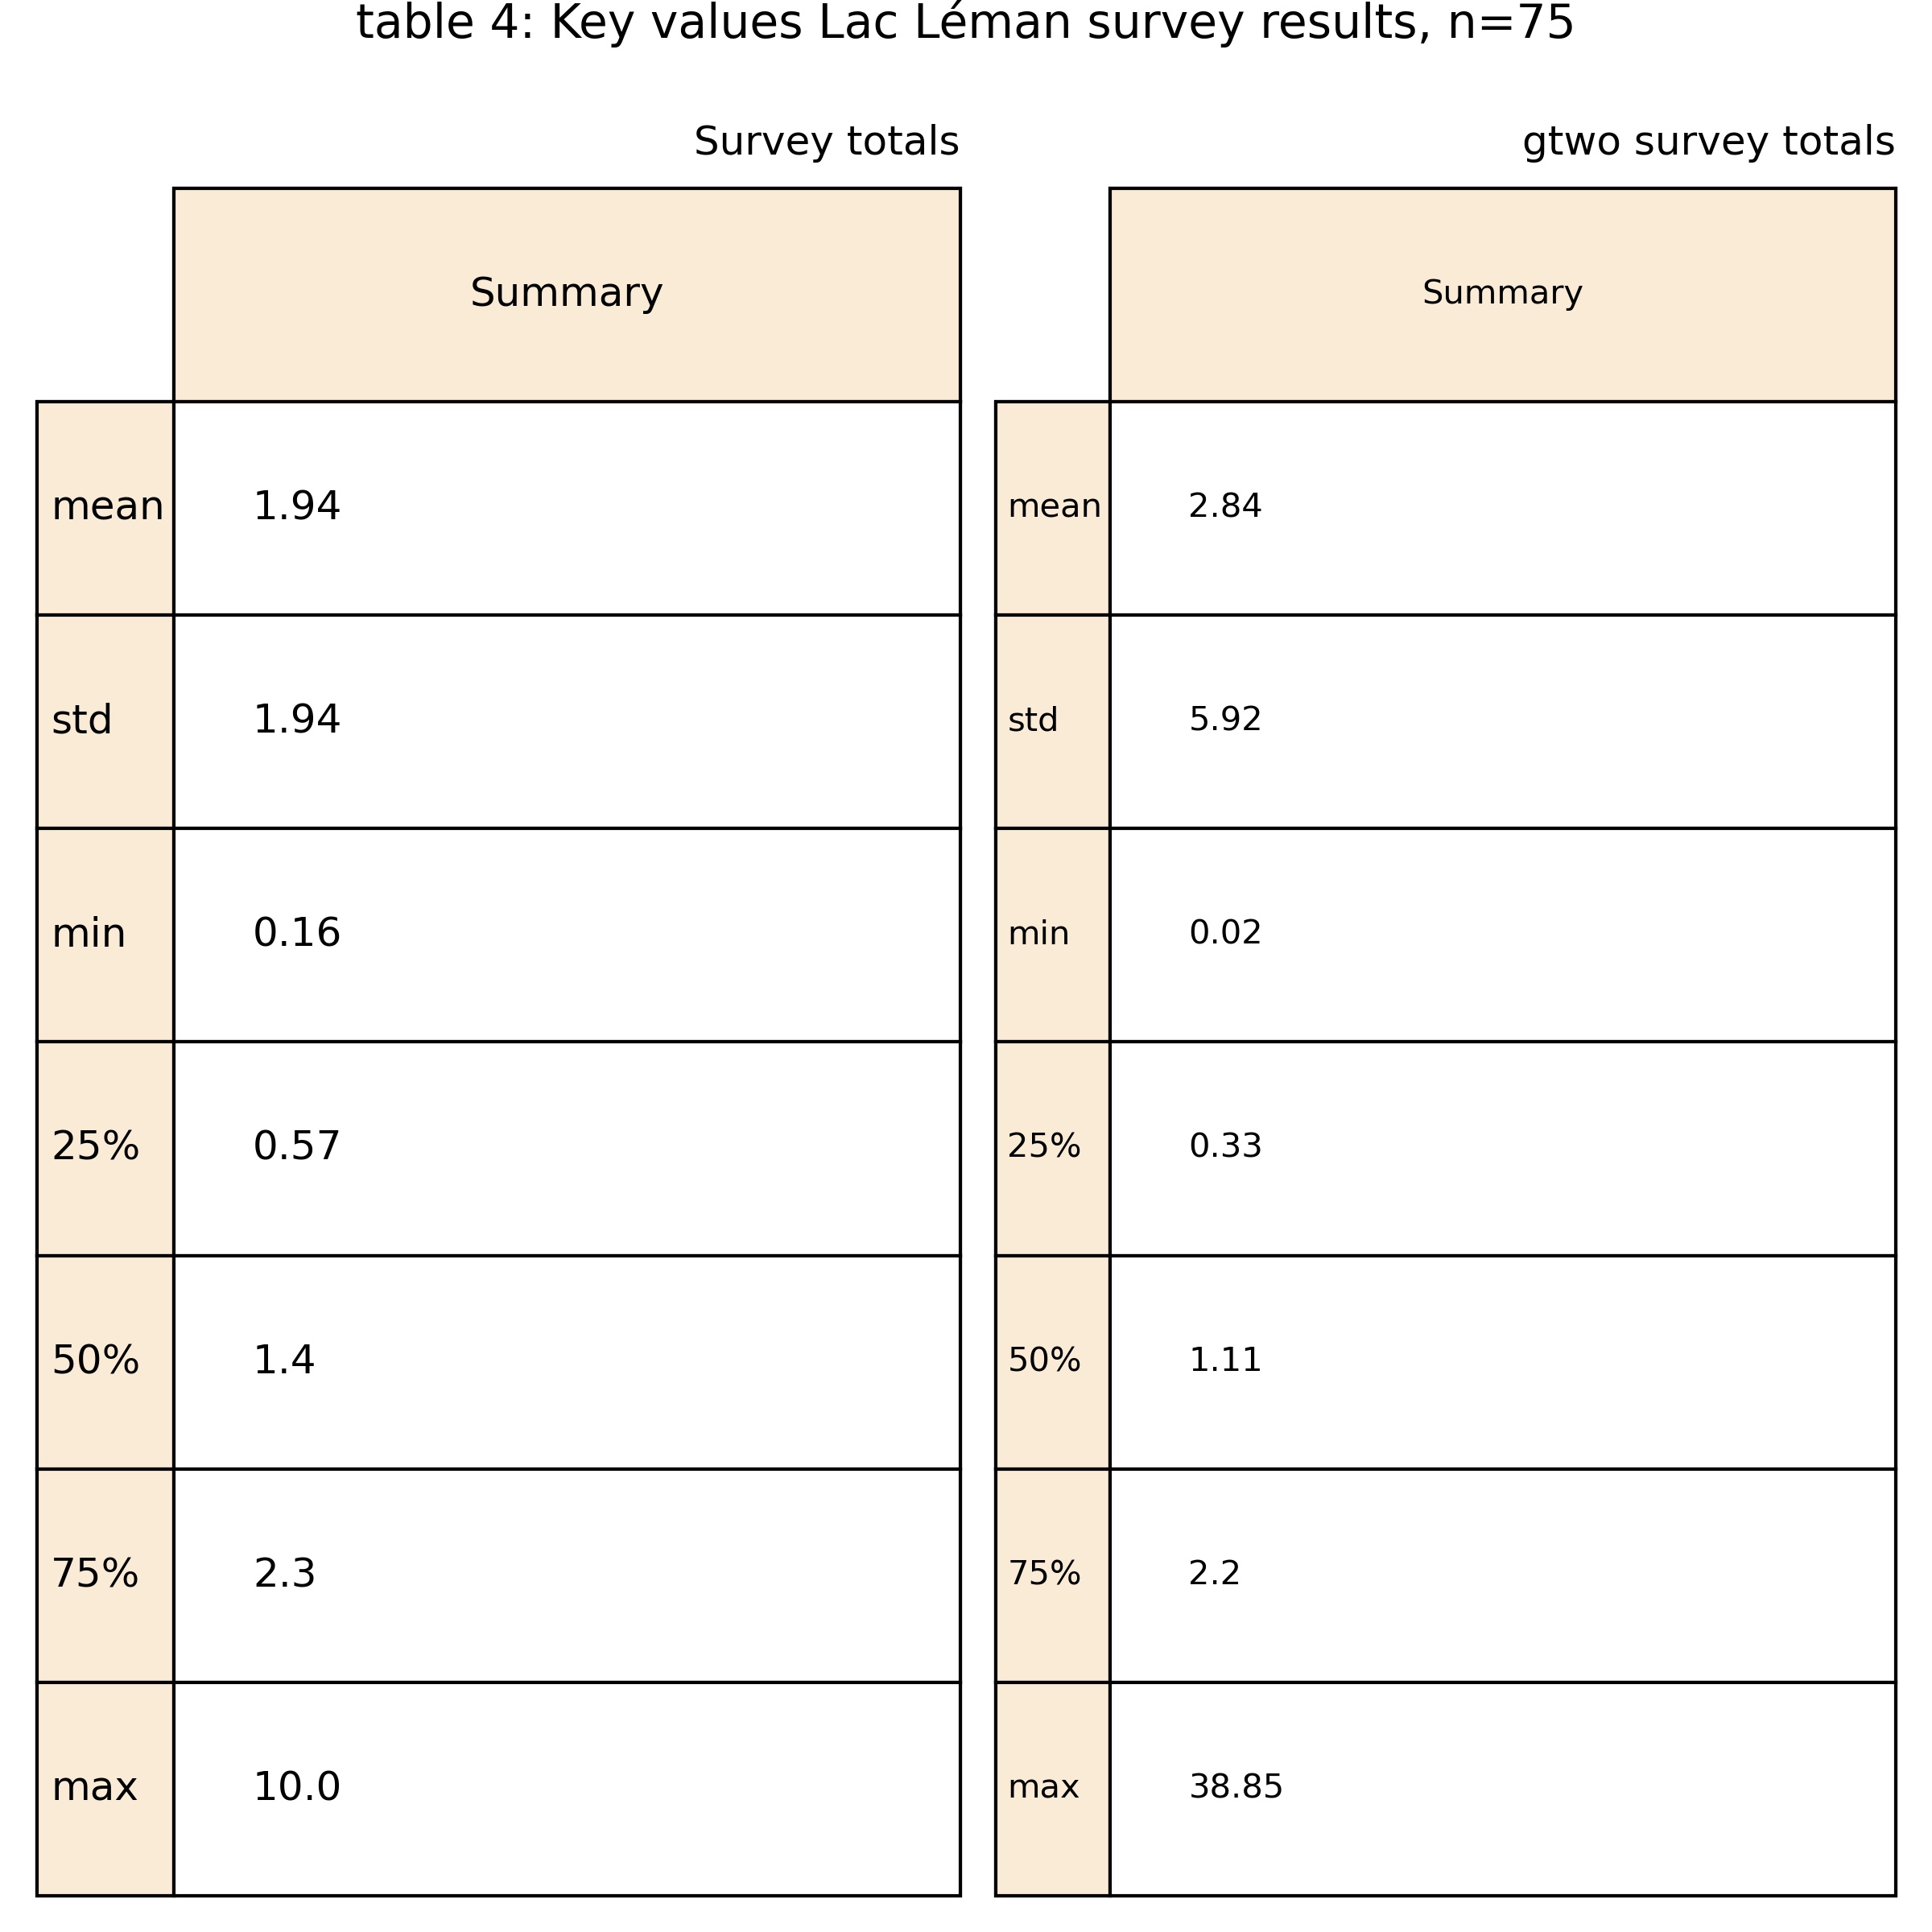 table 4: Key values Lac Léman survey results, n=75
Survey totals
Summary
mean 1.94
std 1.94
min 0.16
25% 0.57
50% 1.4
75% 2.3
max 10.0
gtwo survey totals
Summary
mean 2.84
std 5.92
min 0.02
25% 0.33
50% 1.11
75% 2.2
max 38.85